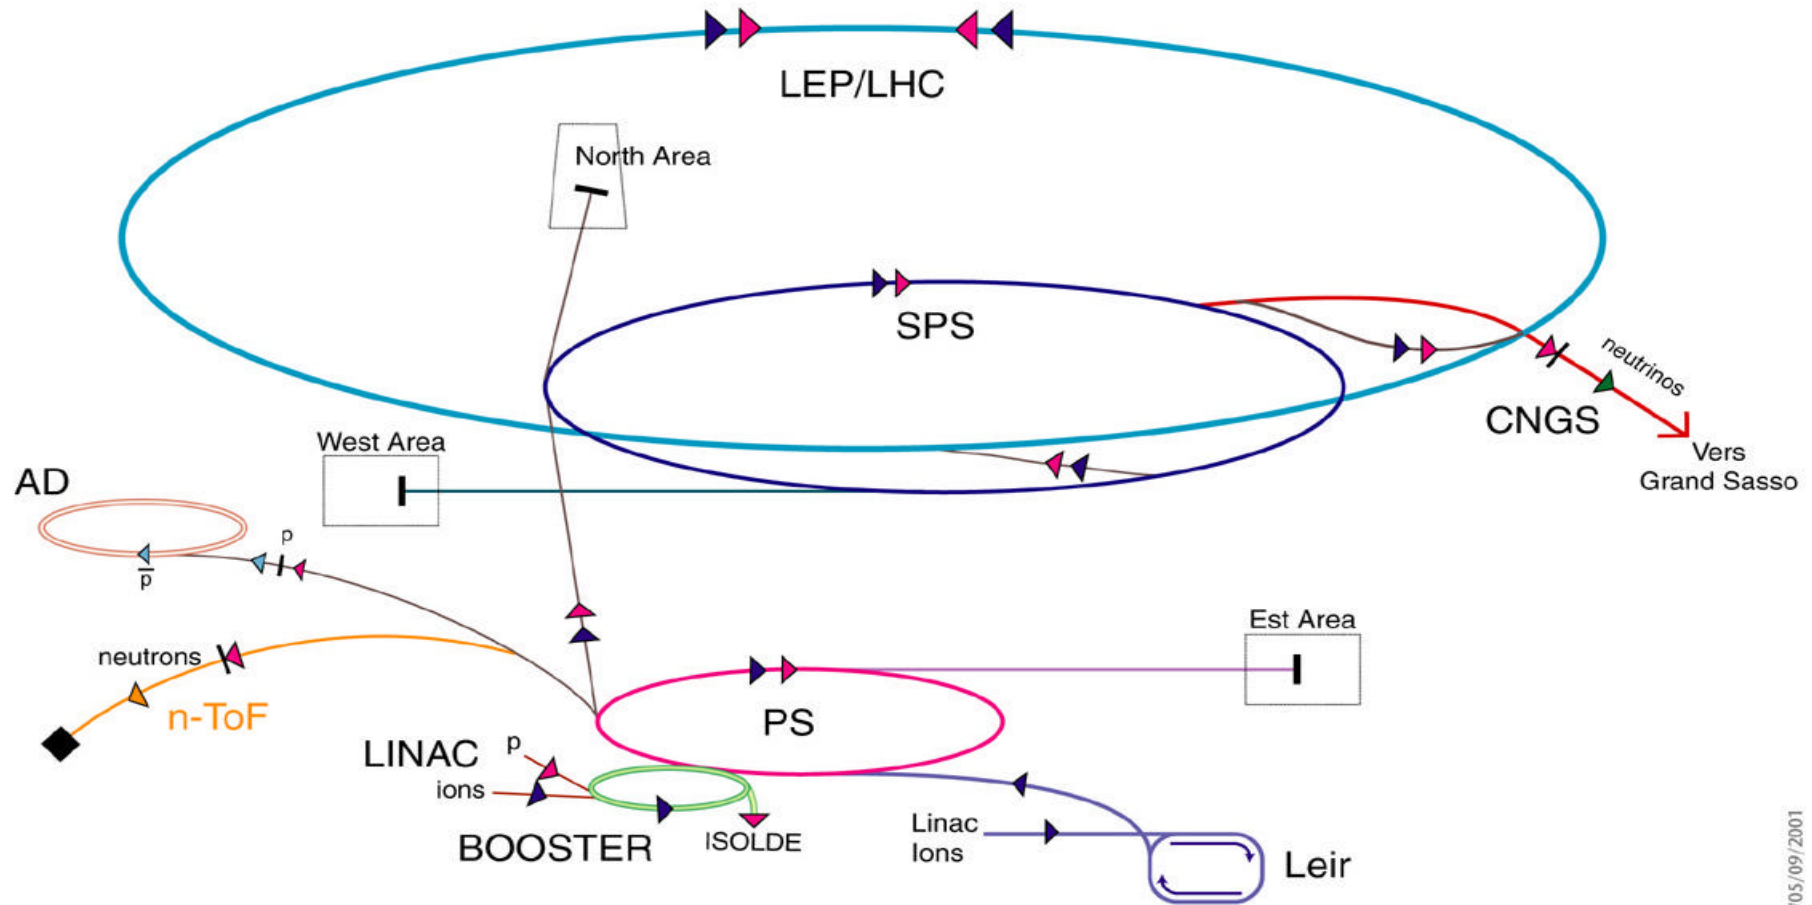 LEP/LHC
North Area
SPS
neutrinos
CNGS
Vers
Grand Sasso
West Area
AD
p
p
Est Area
neutrons
n-ToF
PS
LINAC
p
ions
BOOSTER
ISOLDE
Linac
Ions
Leir
05/09/2001